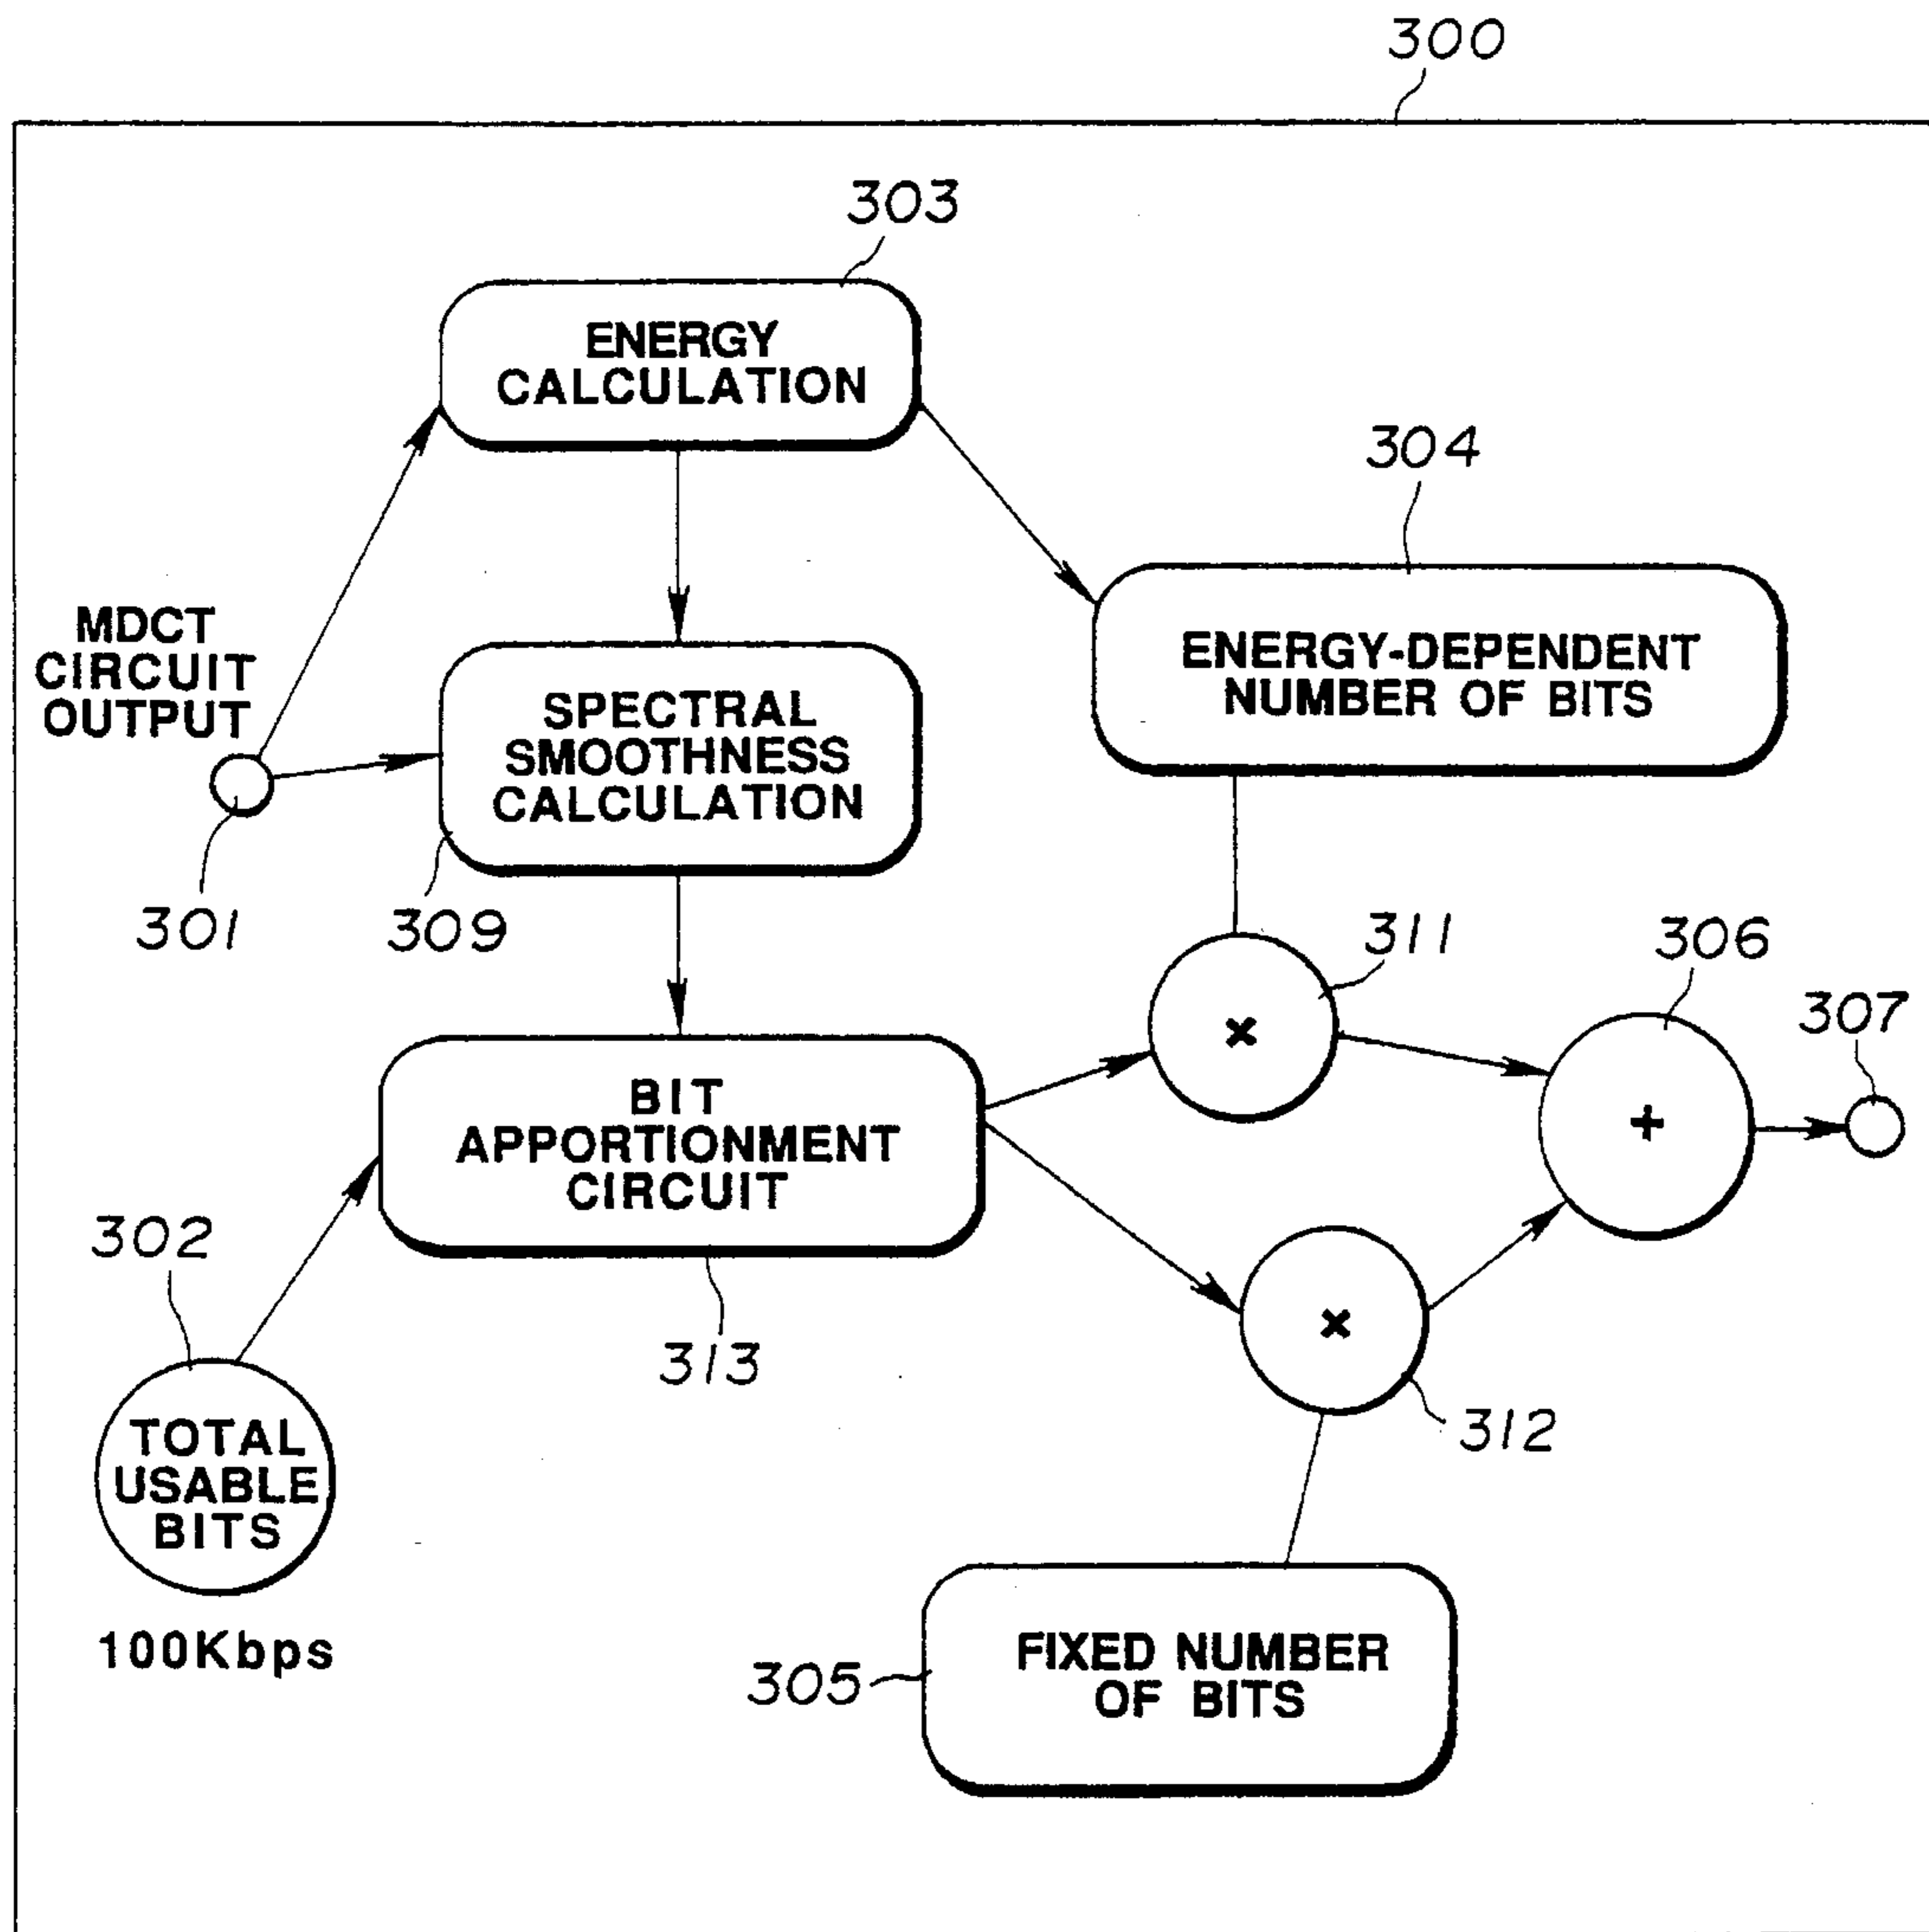 300
303
ENERGY
CALCULATION
304
MDCT
CIRCUIT
OUTPUT
ENERGY-DEPENDENT
NUMBER OF BITS
SPECTRAL
SMOOTHNESS
CALCULATION
301
309
311
306
307
×
BIT
APPORTIONMENT
CIRCUIT
+
302
313
×
312
TOTAL
USABLE
BITS
100Kbps
305
FIXED NUMBER
OF BITS